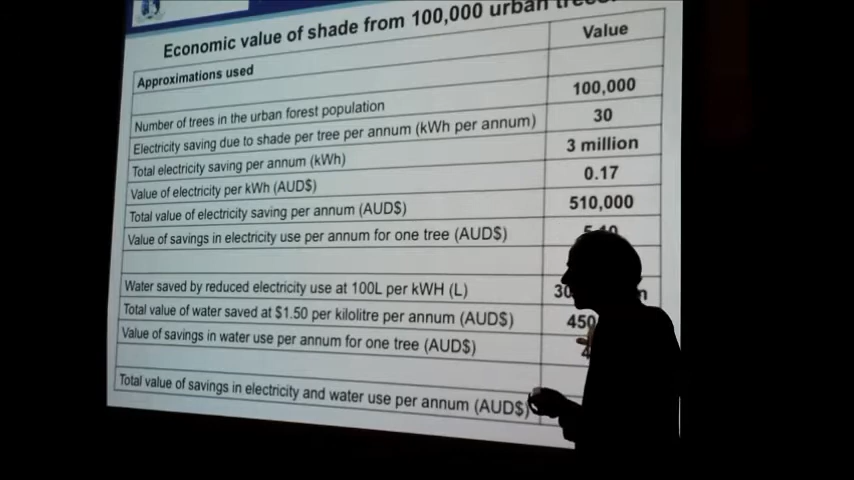 Economic value of shade from 100,000 urban trees
Approximations used Value
Number of trees in the urban forest population 100,000
Electricity saving due to shade per tree per annum (kWh per annum) 30
Total electricity saving per annum (kWh) 3 million
Value of electricity per kWh (AUD$) 0.17
Total value of electricity saving per annum (AUD$) 510,000
Value of savings in electricity use per annum for one tree (AUD$) 5.10
Water saved by reduced electricity use at 100L per kWH (L)
Total value of water saved at $1.50 per kilolitre per annum (AUD$)
Value of savings in water use per annum for one tree (AUD$)
Total value of savings in electricity and water use per annum (AUD$)